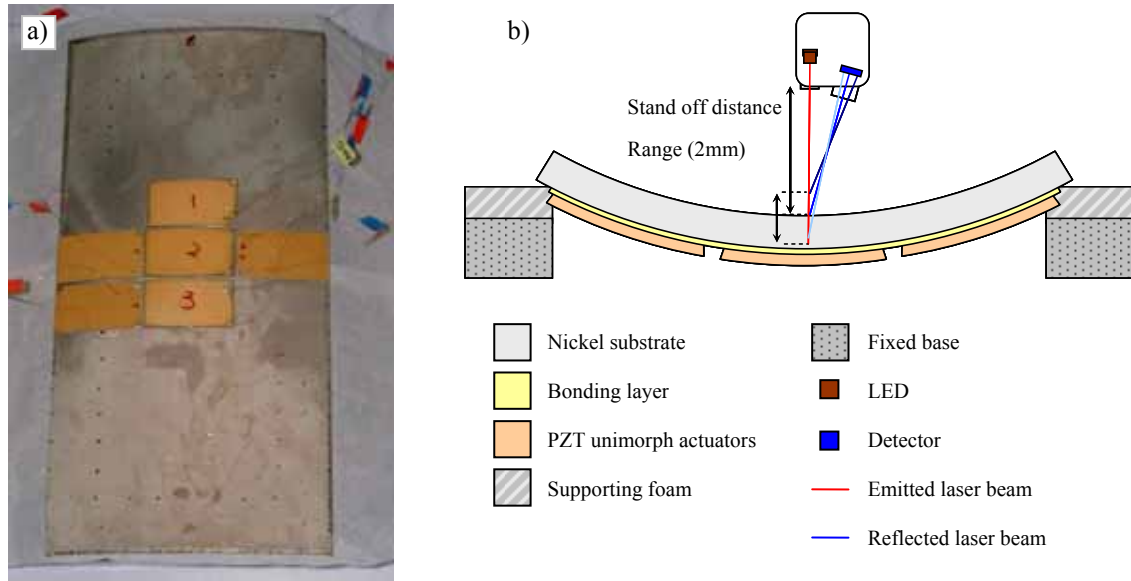 a)
1
2
3
b)
Stand off distance
Range (2mm)
Nickel substrate
Bonding layer
PZT unimorph actuators
Supporting foam
Fixed base
LED
Detector
Emitted laser beam
Reflected laser beam